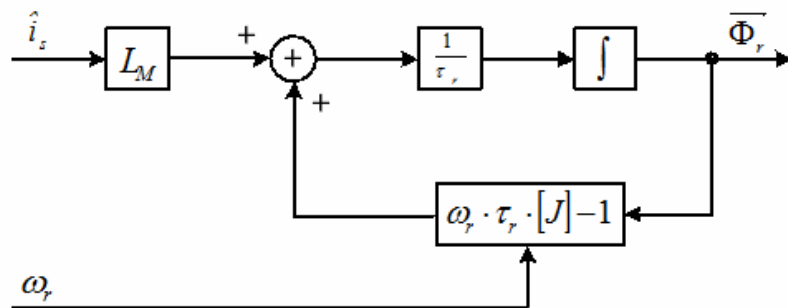 î_s
L_M
+
+
+
1/τ_r
∫
Φ̅_r
ω_r · τ_r · [J] − 1
ω_r